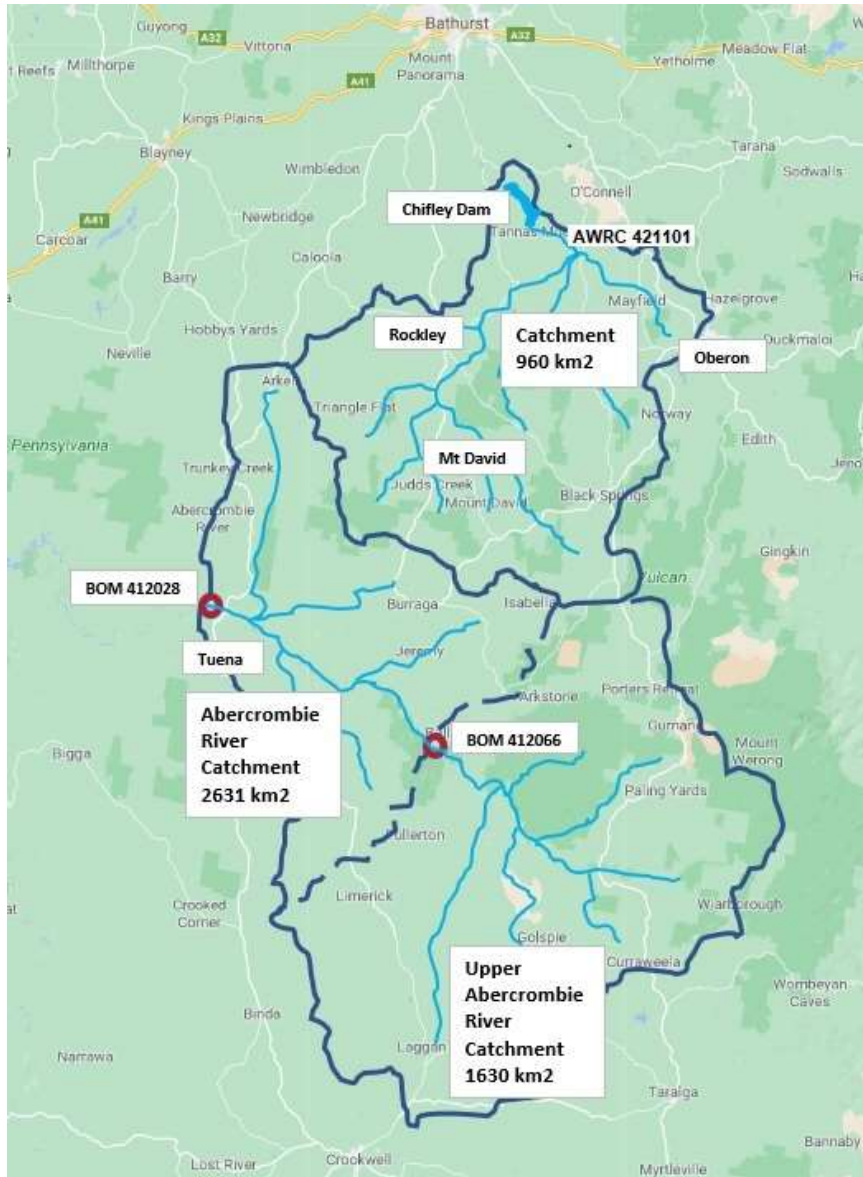 Guyong
A32
Bathurst
A32
Vittoria
Meadow Flat
Reefs
Millthorpe
Mount
Panorama
Yetholme
A41
Kings Plains
Blayney
Tarana
Wimbledon
Sodwalls
O'Connell
Chifley Dam
A41
Newbridge
Tannas
AWRC 421101
Carcoar
Caloola
Barry
Mayfield
Hazelgrove
Hobbys Yards
Rockley
Catchment
960 km2
Duckmaloi
Neville
Oberon
Arkell
Triangle Flat
Norway
Pennsylvania
Edith
Mt David
Trunkey Creek
Judds Creek
Mount David
Black Springs
Abercrombie
River
Gingkin
BOM 412028
Vulcan
Burraga
Isabella
Tuena
Jeremy
Abercrombie
River
Catchment
2631 km2
Arkstone
Porters Retreat
Bigga
BOM 412066
Gurnang
Mount
Werong
Paling Yards
Fullerton
Limerick
Wiarborough
Crooked
Corner
Golspie
Curraweela
Upper
Abercrombie
River
Catchment
1630 km2
Wombeyan
Caves
Binda
Laggan
Narrawa
Taralga
Bannaby
Lost River
Crookwell
Myrtleville